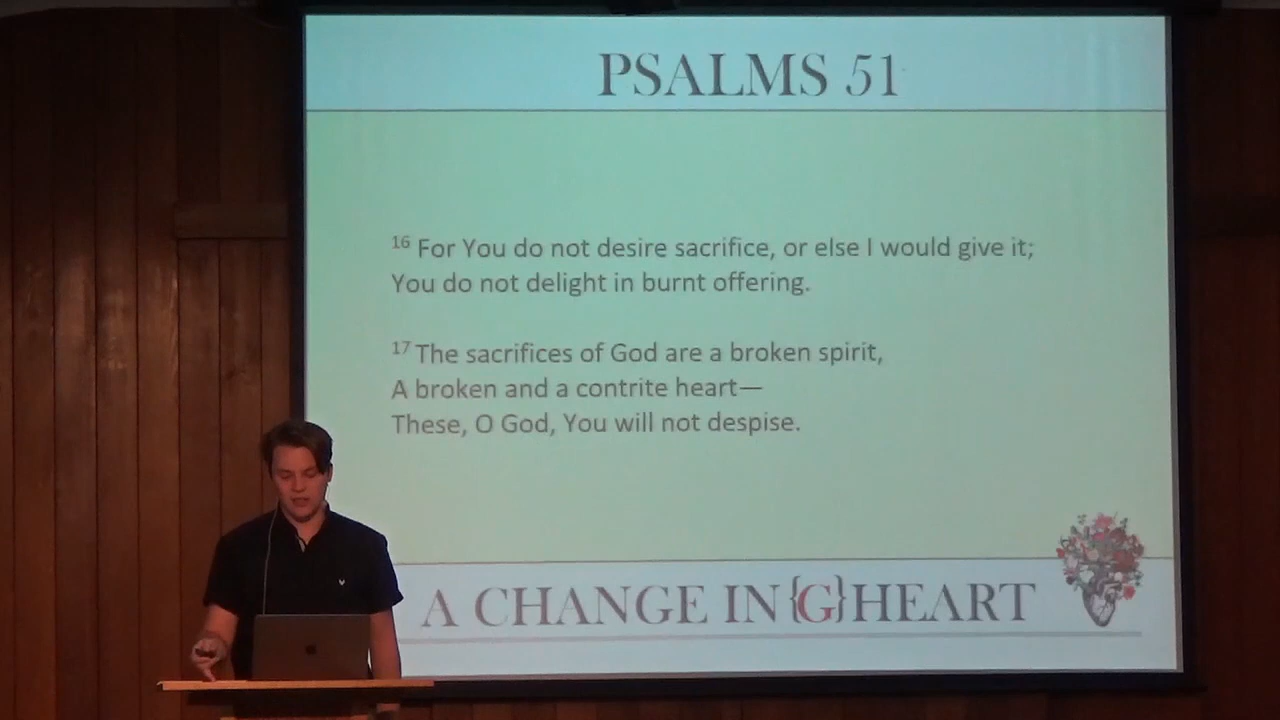 PSALMS 51
16 For You do not desire sacrifice, or else I would give it;
You do not delight in burnt offering.
17 The sacrifices of God are a broken spirit,
A broken and a contrite heart—
These, O God, You will not despise.
A CHANGE IN{G}HEART